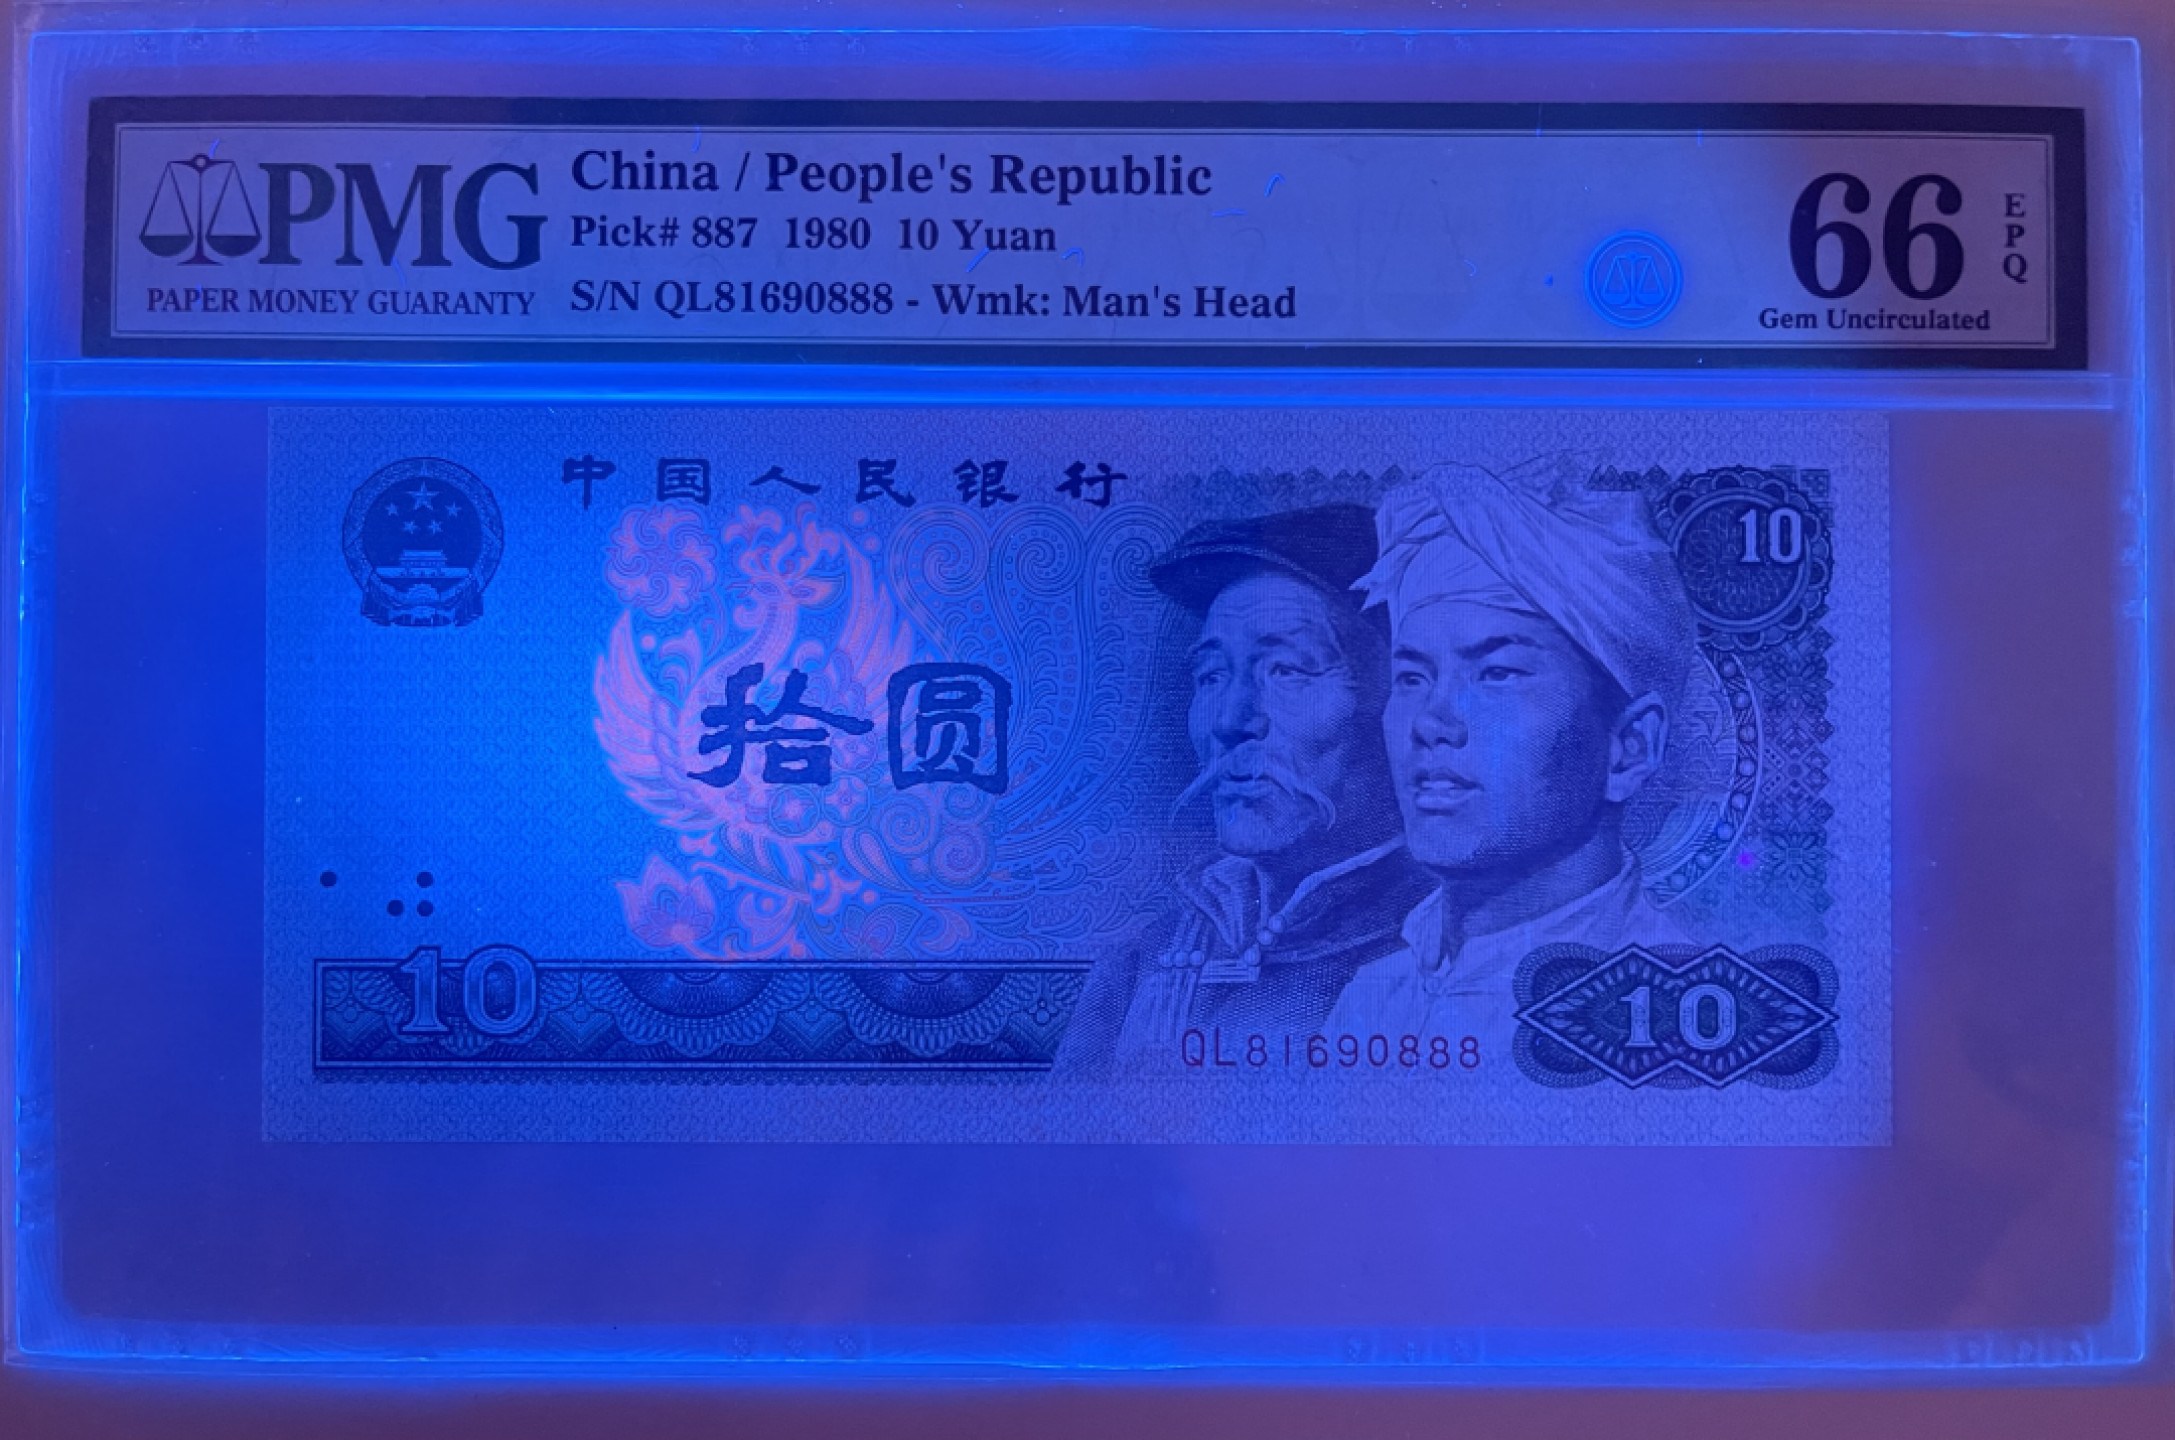 PMG
PAPER MONEY GUARANTY
China / People's Republic
Pick# 887 1980 10 Yuan
S/N QL81690888 - Wmk: Man's Head
66
EPQ
Gem Uncirculated
中国人民银行
10
拾圆
10
QL81690888
10